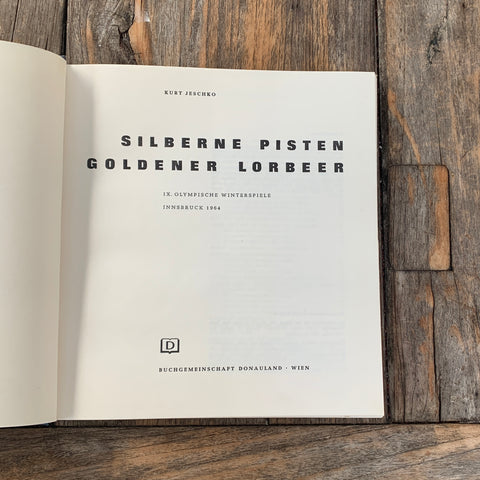 KURT JESCHKO
SILBERNE PISTEN
GOLDENER LORBEER
IX. OLYMPISCHE WINTERSPIELE
INNSBRUCK 1964
D
BUCHGEMEINSCHAFT DONAULAND · WIEN